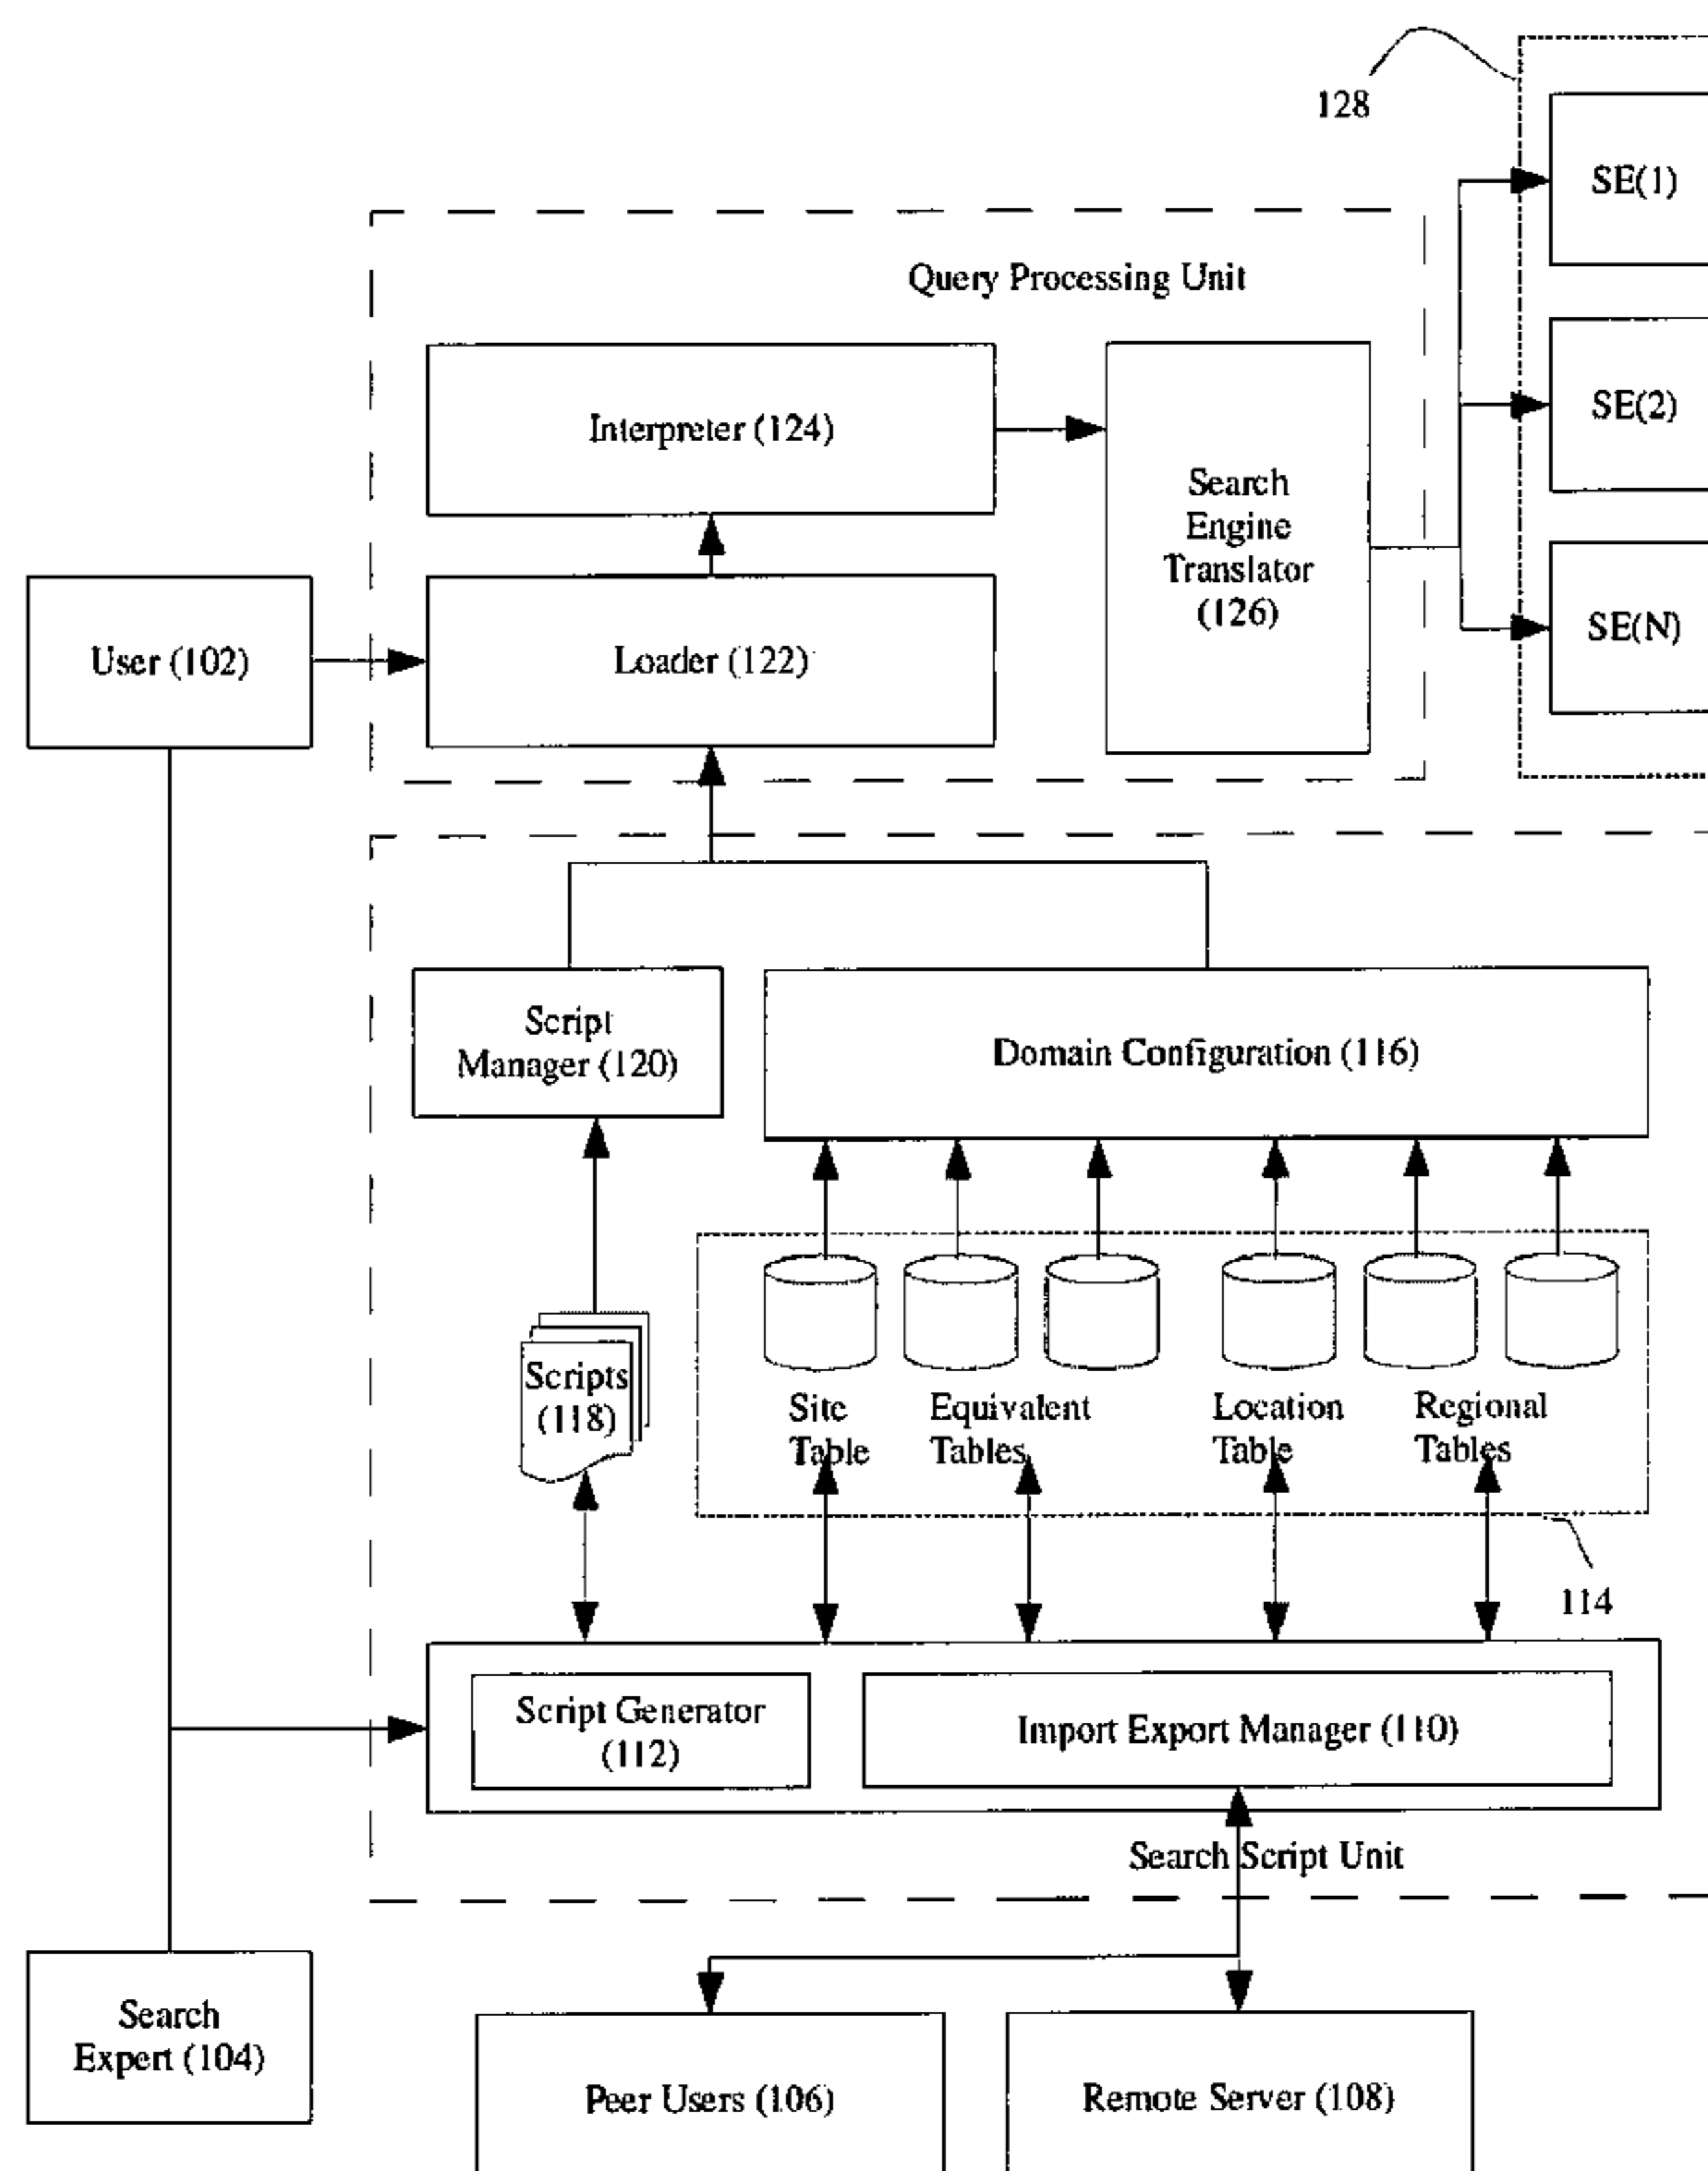 128
SE(1)
Query Processing Unit
Interpreter (124)
SE(2)
Search
Engine
Translator
(126)
SE(N)
User (102)
Loader (122)
Script
Manager (120)
Domain Configuration (116)
Scripts
(118)
Site
Table
Equivalent
Tables
Location
Table
Regional
Tables
114
Script Generator
(112)
Import Export Manager (110)
Search Script Unit
Search
Expert (104)
Peer Users (106)
Remote Server (108)